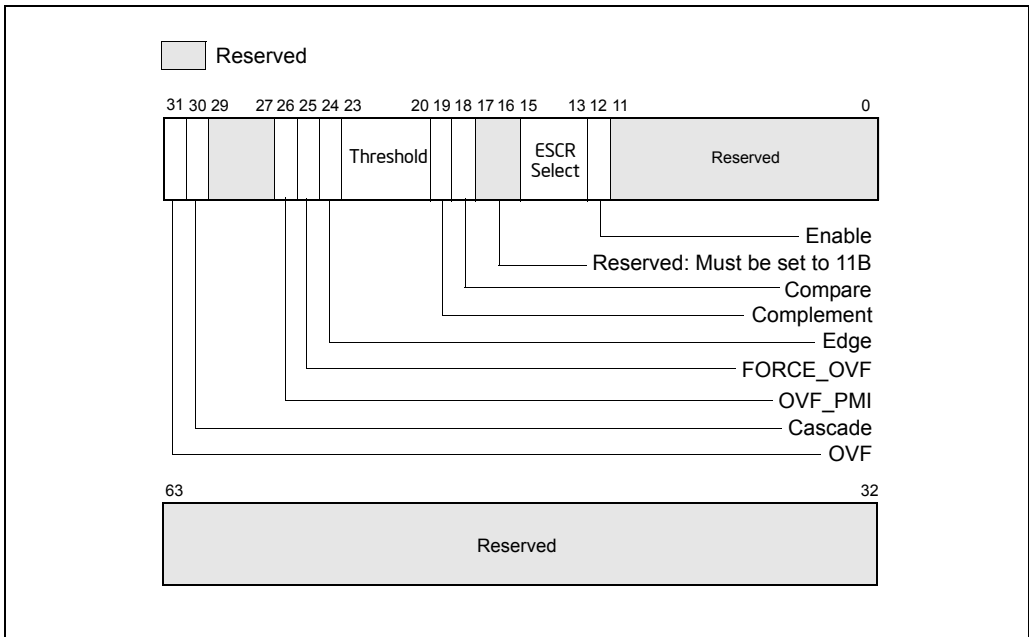 Reserved
31 30 29 27 26 25 24 23 20 19 18 17 16 15 13 12 11 0
Threshold
ESCR
Select
Reserved
Enable
Reserved: Must be set to 11B
Compare
Complement
Edge
FORCE_OVF
OVF_PMI
Cascade
OVF
63 32
Reserved